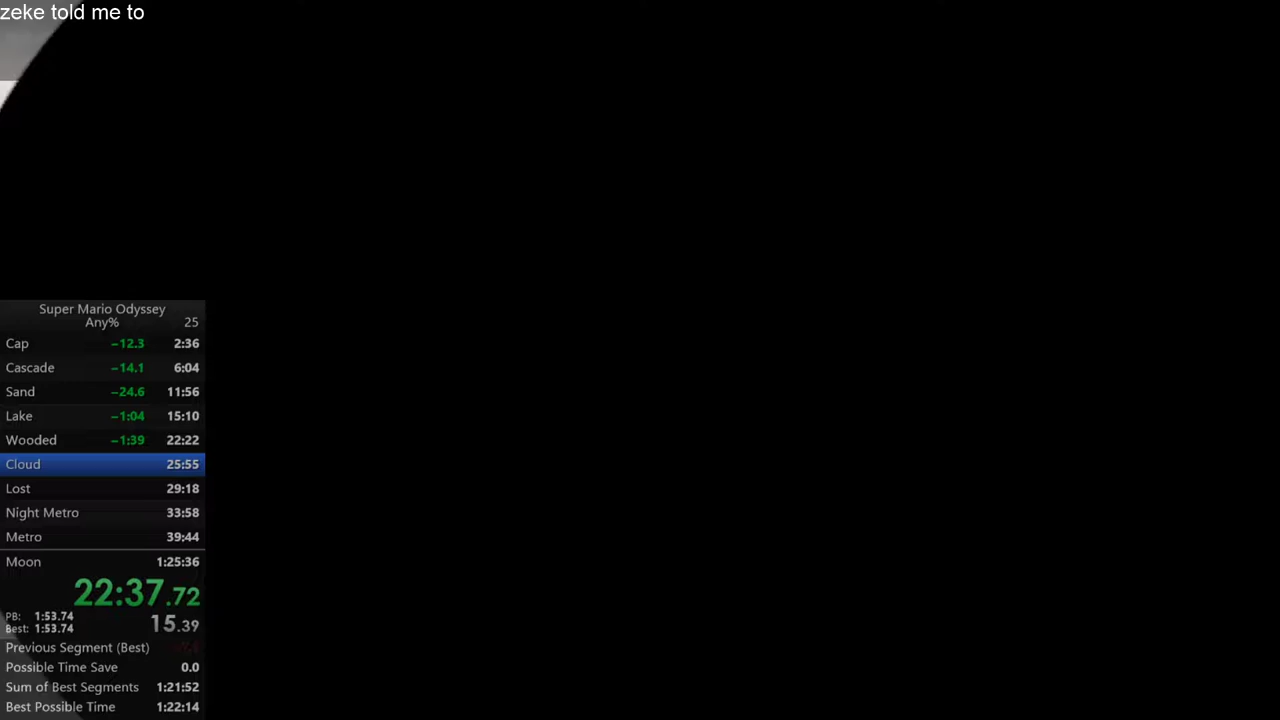 zeke told me to
Super Mario Odyssey
Any% 25
Cap −12.3 2:36
Cascade −14.1 6:04
Sand −24.6 11:56
Lake −1:04 15:10
Wooded −1:39 22:22
Cloud 25:55
Lost 29:18
Night Metro 33:58
Metro 39:44
Moon 1:25:36
22:37.72
PB: 1:53.74
Best: 1:53.74
15.39
Previous Segment (Best)
Possible Time Save 0.0
Sum of Best Segments 1:21:52
Best Possible Time 1:22:14